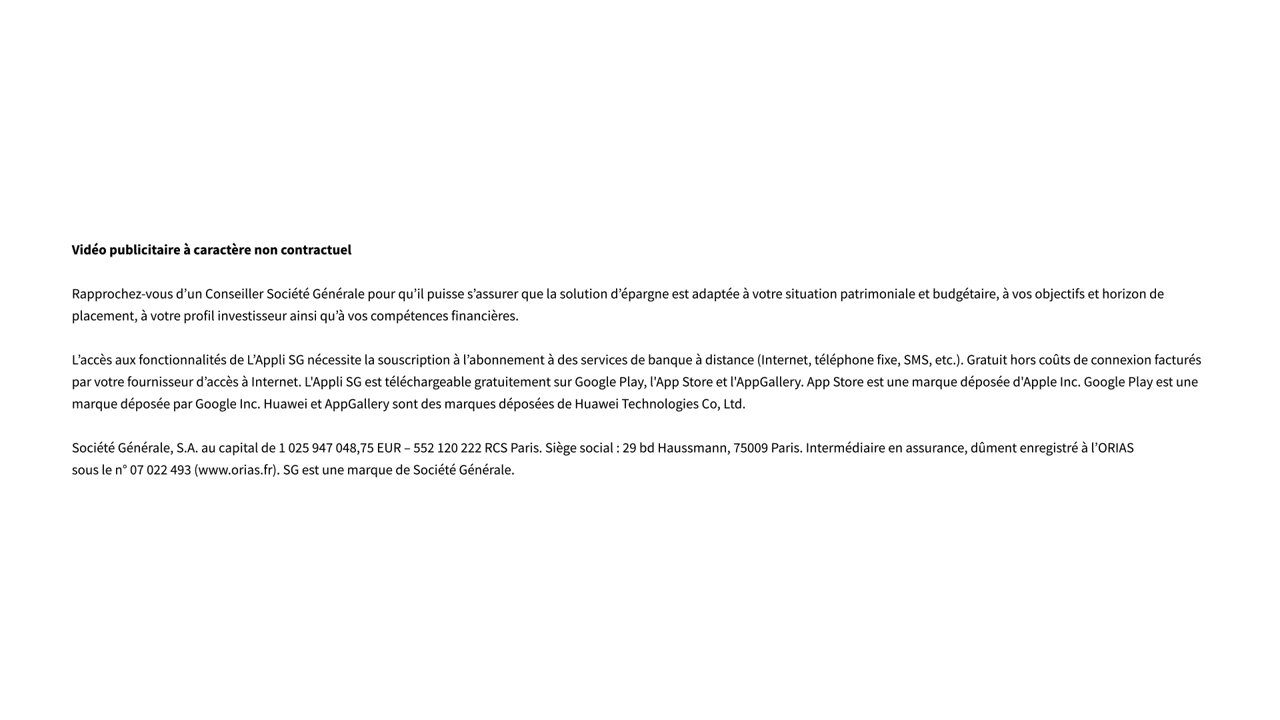 Vidéo publicitaire à caractère non contractuel
Rapprochez-vous d’un Conseiller Société Générale pour qu’il puisse s’assurer que la solution d’épargne est adaptée à votre situation patrimoniale et budgétaire, à vos objectifs et horizon de
placement, à votre profil investisseur ainsi qu’à vos compétences financières.
L’accès aux fonctionnalités de L’Appli SG nécessite la souscription à l’abonnement à des services de banque à distance (Internet, téléphone fixe, SMS, etc.). Gratuit hors coûts de connexion facturés
par votre fournisseur d’accès à Internet. L'Appli SG est téléchargeable gratuitement sur Google Play, l'App Store et l'AppGallery. App Store est une marque déposée d'Apple Inc. Google Play est une
marque déposée par Google Inc. Huawei et AppGallery sont des marques déposées de Huawei Technologies Co, Ltd.
Société Générale, S.A. au capital de 1 025 947 048,75 EUR – 552 120 222 RCS Paris. Siège social : 29 bd Haussmann, 75009 Paris. Intermédiaire en assurance, dûment enregistré à l’ORIAS
sous le n° 07 022 493 (www.orias.fr). SG est une marque de Société Générale.